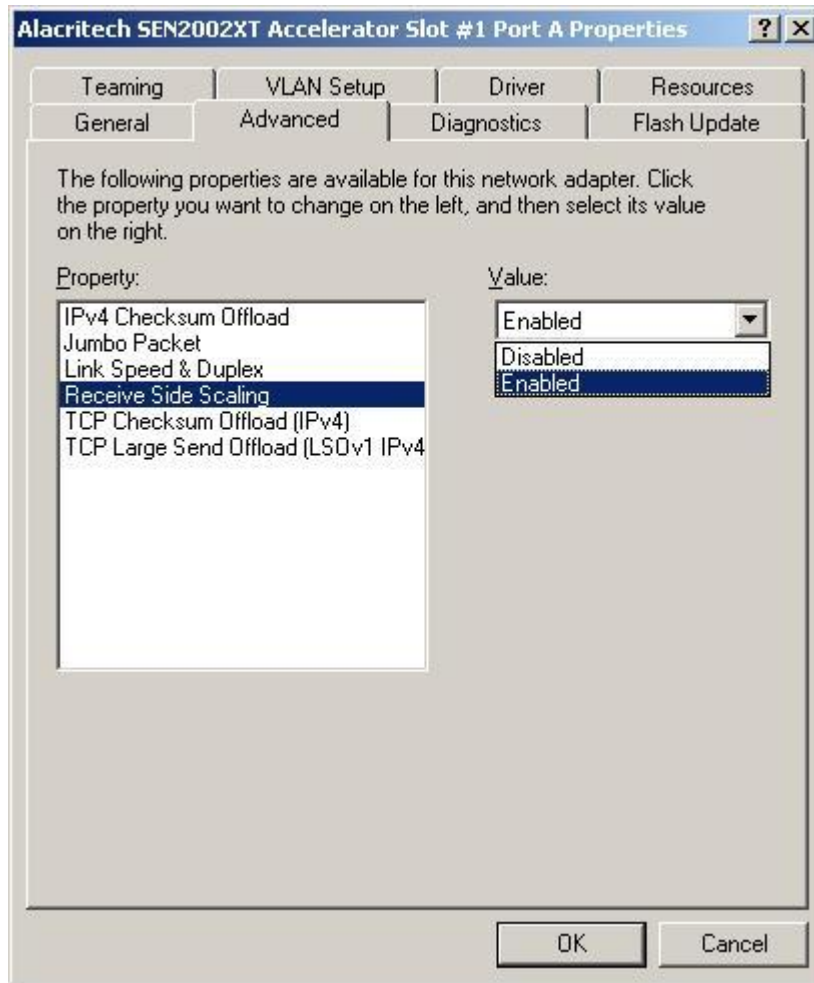 Alacritech SEN2002XT Accelerator Slot #1 Port A Properties
Teaming VLAN Setup Driver Resources
General Advanced Diagnostics Flash Update
The following properties are available for this network adapter. Click
the property you want to change on the left, and then select its value
on the right.
Property:
IPv4 Checksum Offload
Jumbo Packet
Link Speed & Duplex
Receive Side Scaling
TCP Checksum Offload (IPv4)
TCP Large Send Offload (LSOv1 IPv4
Value:
Enabled
Disabled
Enabled
OK Cancel